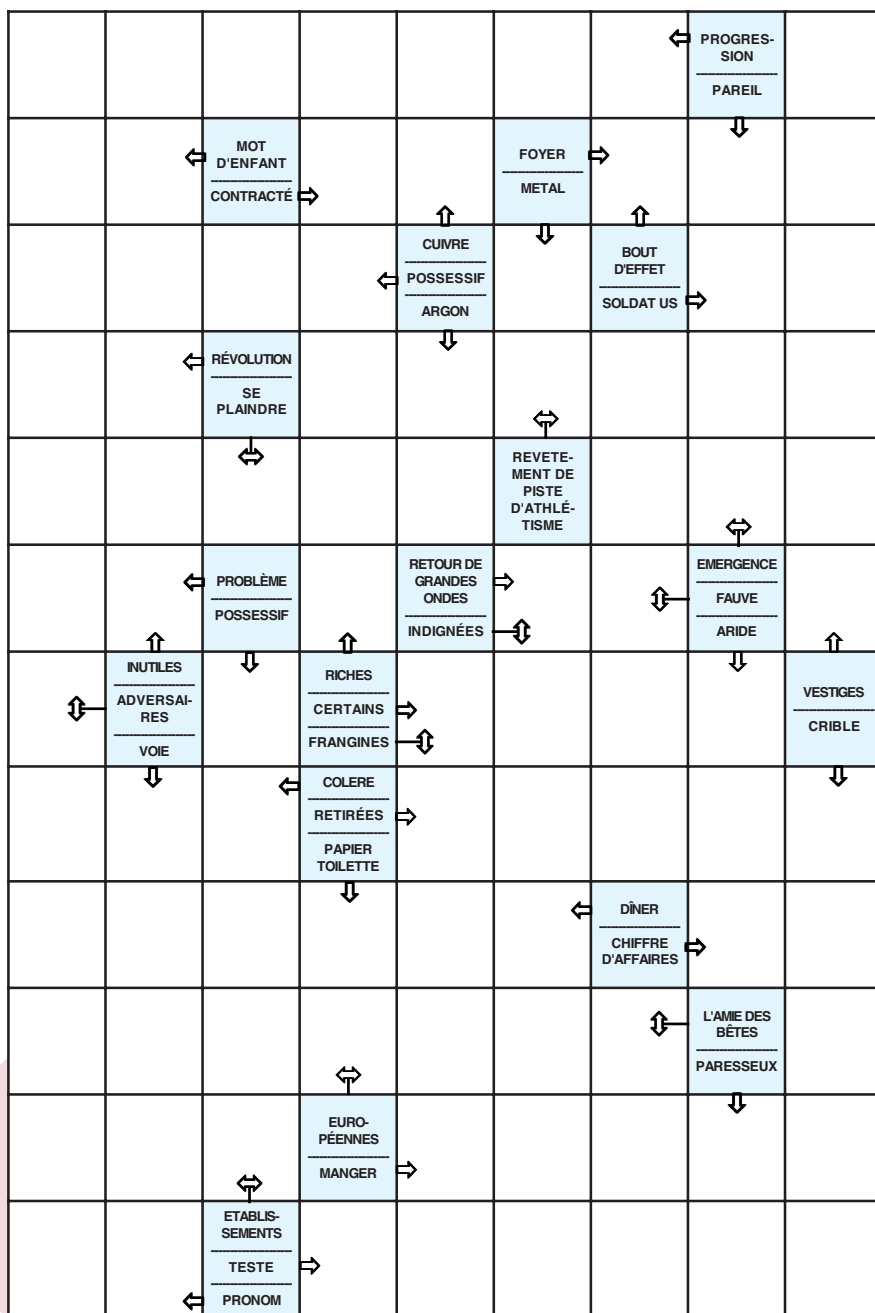 PROGRES-
SION
PAREIL
MOT
D'ENFANT
CONTRACTÉ
FOYER
METAL
CUIVRE
POSSESSIF
ARGON
BOUT
D'EFFET
SOLDAT US
RÉVOLUTION
SE
PLAINDRE
REVETE-
MENT DE
PISTE
D'ATHLÉ-
TISME
PROBLÈME
POSSESSIF
RETOUR DE
GRANDES
ONDES
INDIGNÉES
EMERGENCE
FAUVE
ARIDE
INUTILES
ADVERSAI-
RES
VOIE
RICHES
CERTAINS
FRANGINES
VESTIGES
CRIBLE
COLERE
RETIRÉES
PAPIER
TOILETTE
DÎNER
CHIFFRE
D'AFFAIRES
L'AMIE DES
BÊTES
PARESSEUX
EURO-
PÉENNES
MANGER
ETABLIS-
SEMENTS
TESTE
PRONOM